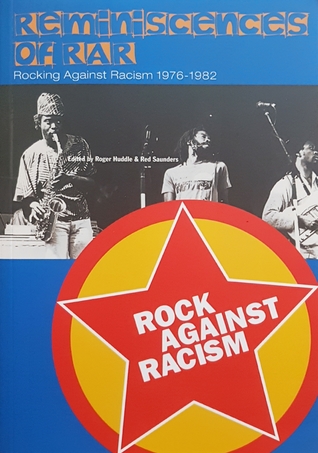 Reminiscences
OF RAR
Rocking Against Racism 1976-1982
Edited by Roger Huddle & Red Saunders
ROCK
AGAINST
RACISM